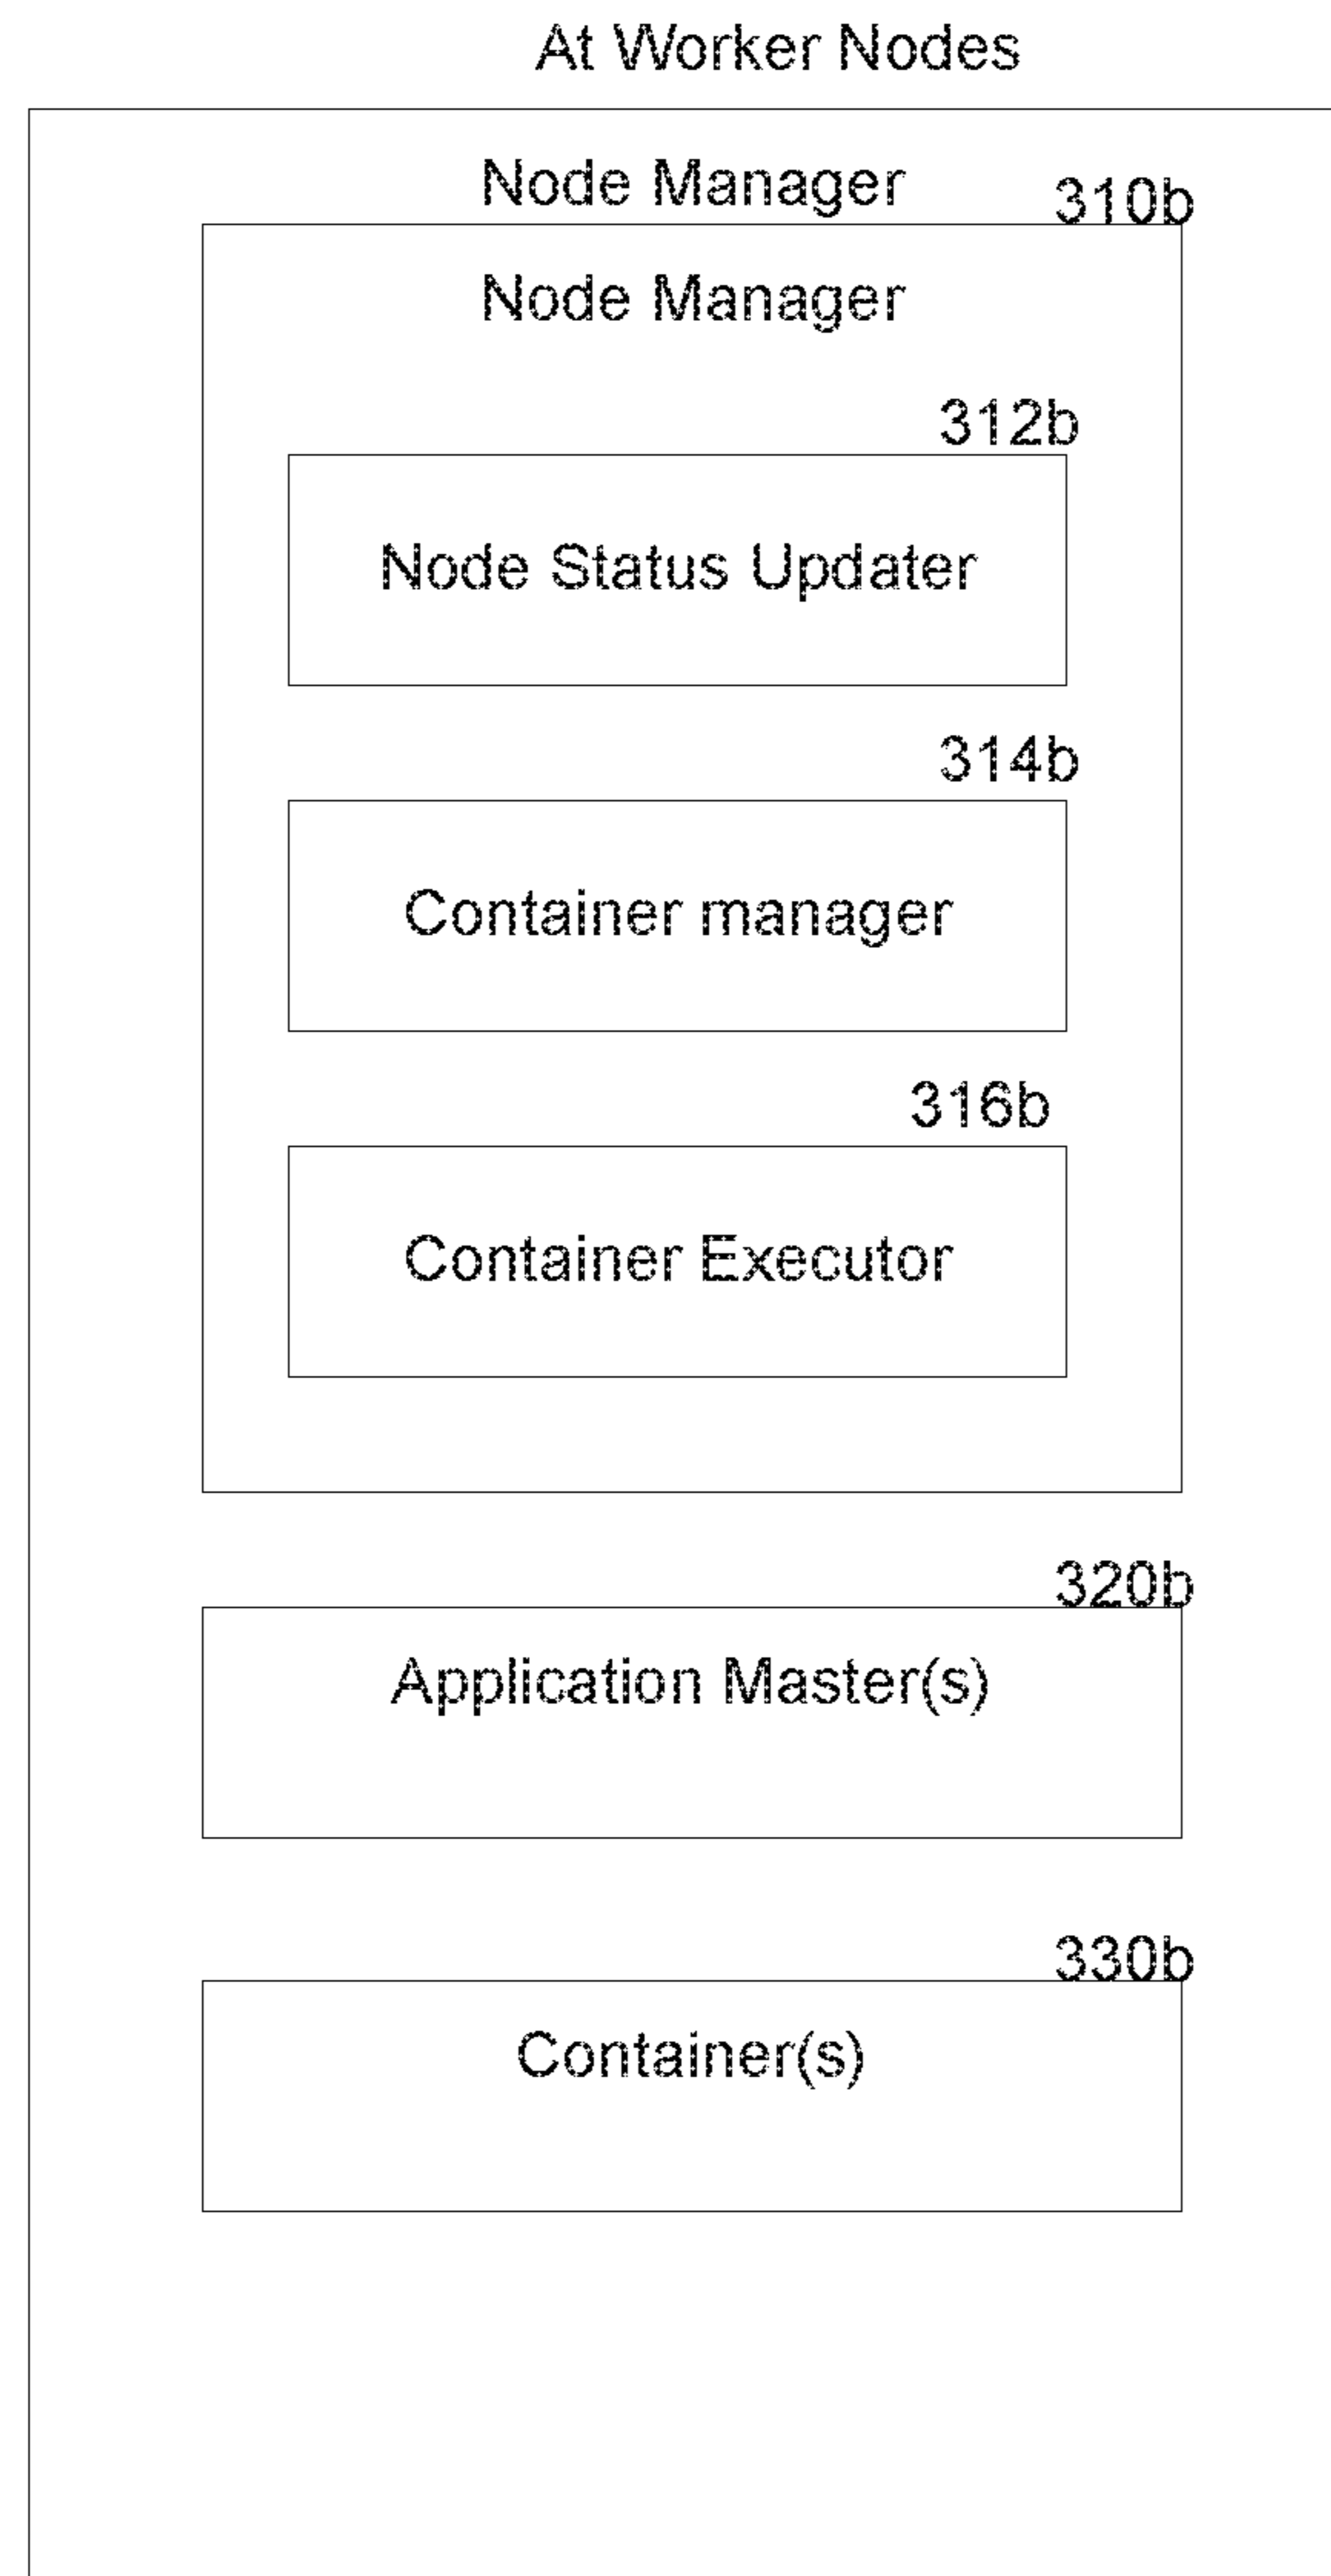 At Worker Nodes
Node Manager
310b
Node Manager
312b
Node Status Updater
314b
Container manager
316b
Container Executor
320b
Application Master(s)
330b
Container(s)